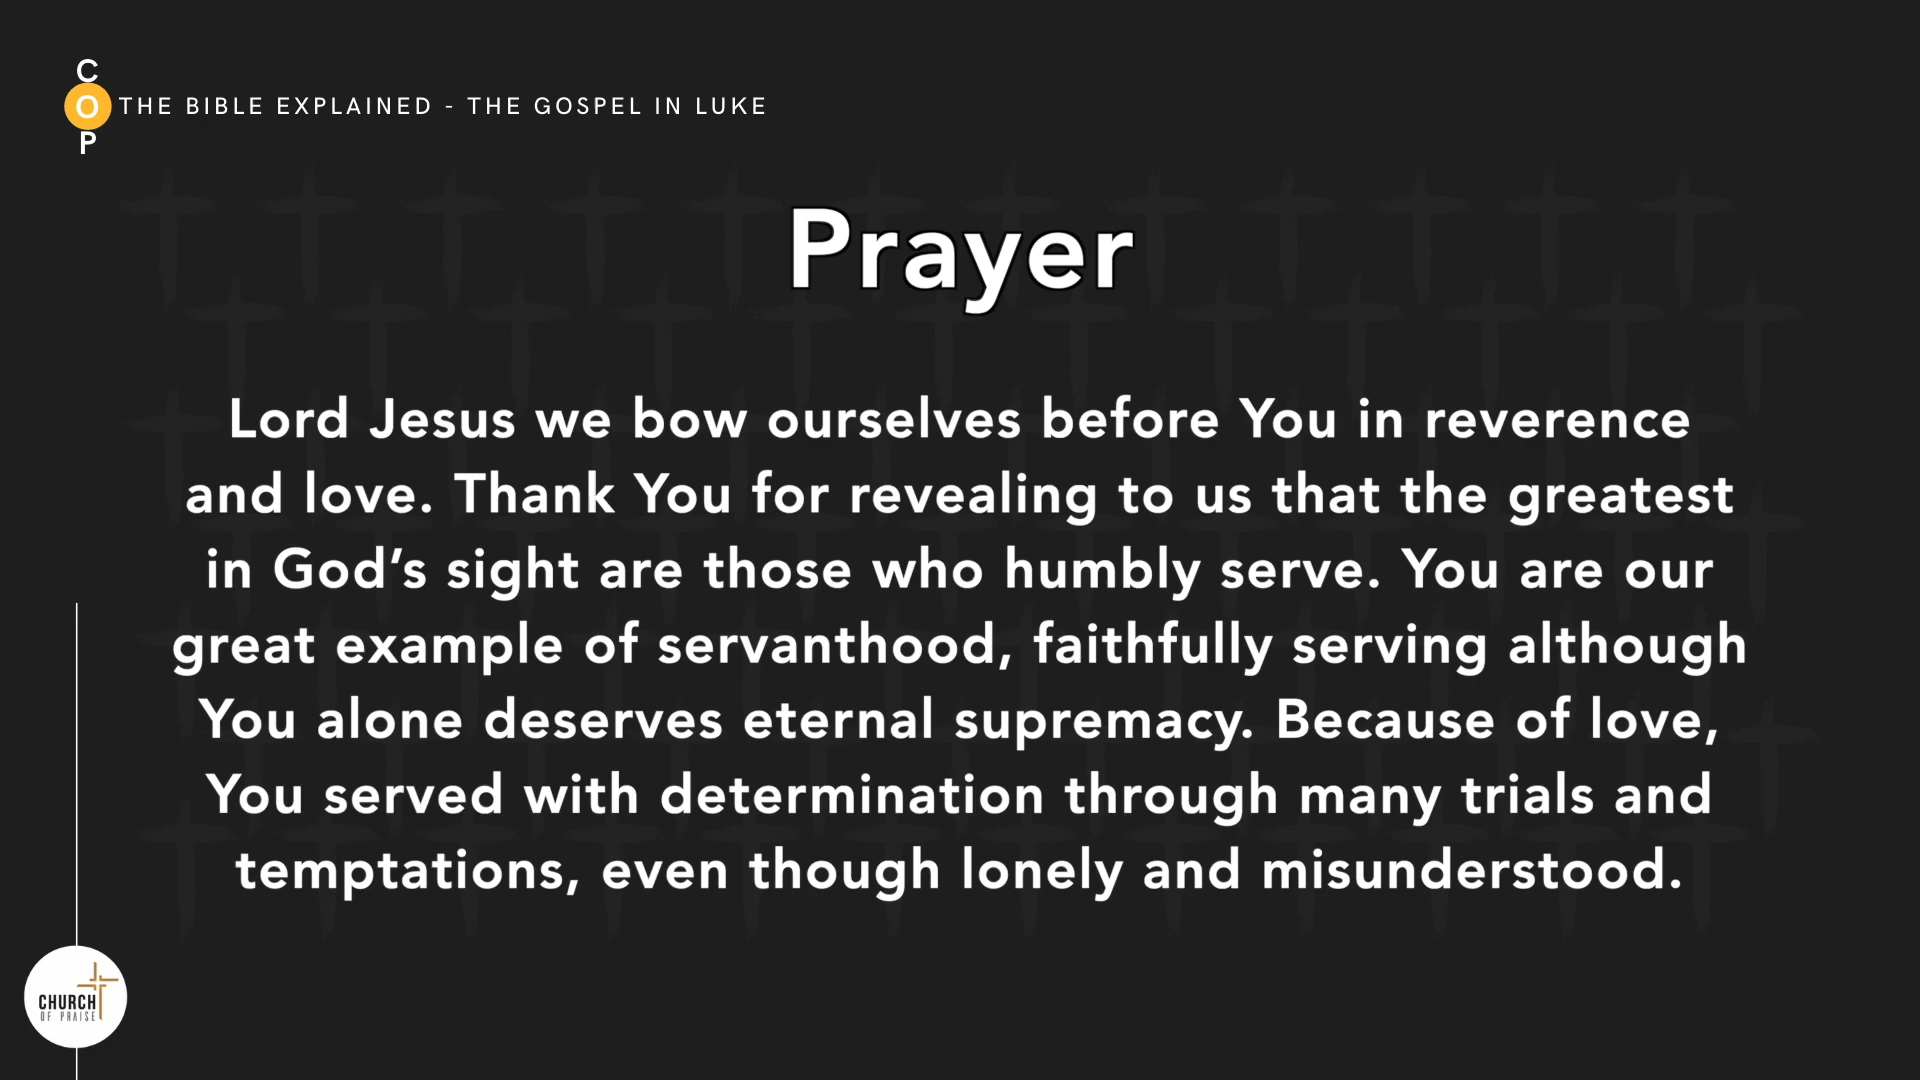 C
O
P
THE BIBLE EXPLAINED - THE GOSPEL IN LUKE
Prayer
Lord Jesus we bow ourselves before You in reverence
and love. Thank You for revealing to us that the greatest
in God’s sight are those who humbly serve. You are our
great example of servanthood, faithfully serving although
You alone deserves eternal supremacy. Because of love,
You served with determination through many trials and
temptations, even though lonely and misunderstood.
CHURCH
OF PRAISE